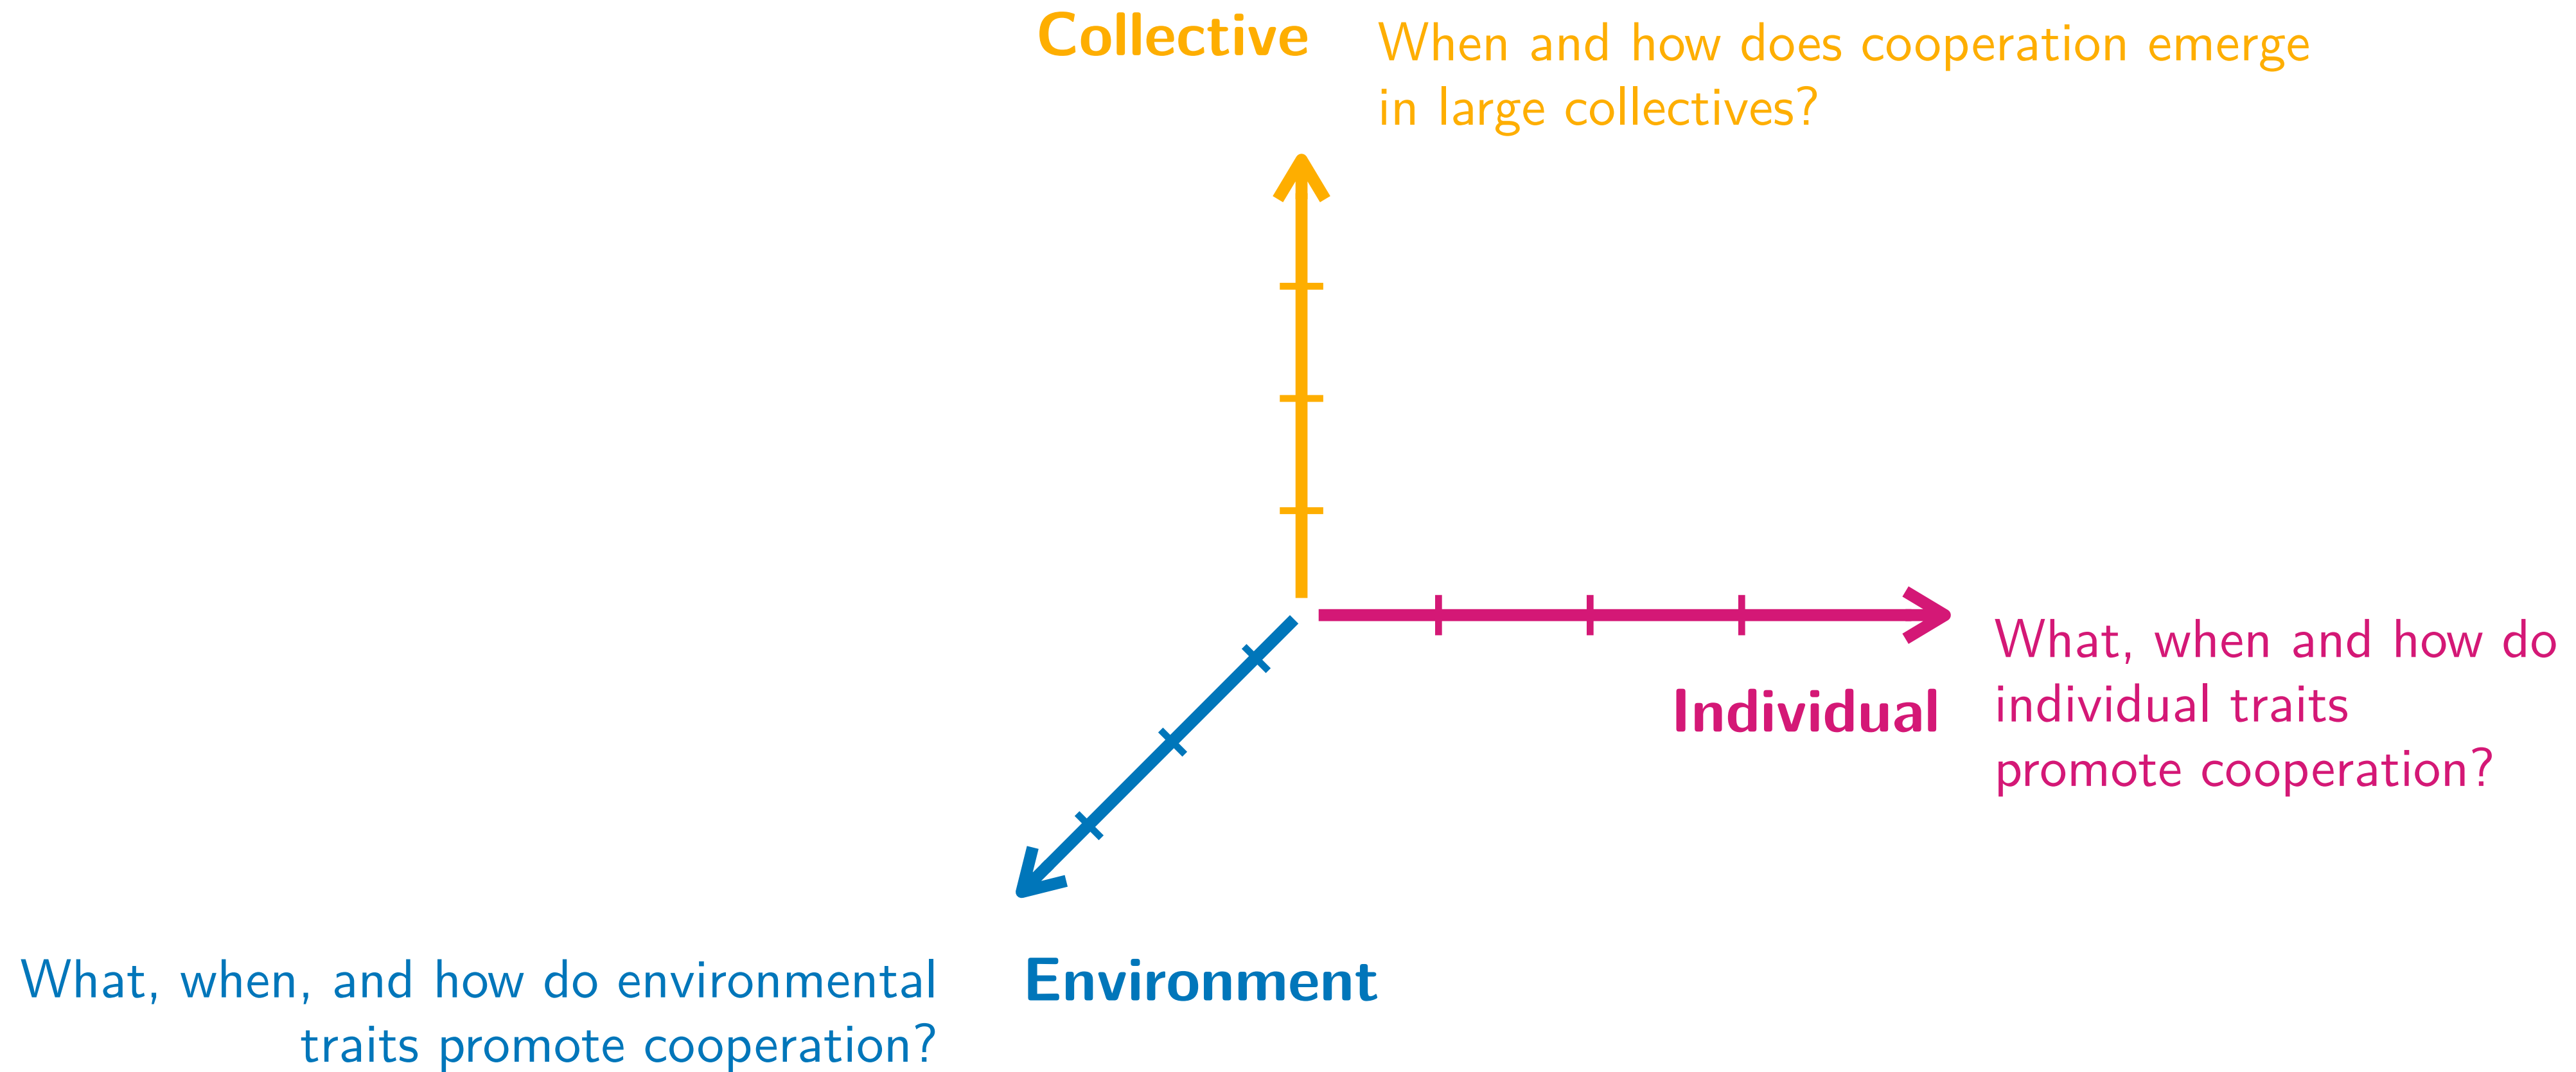 Collective
When and how does cooperation emerge
in large collectives?
What, when and how do
individual traits
promote cooperation?
Individual
What, when, and how do environmental
traits promote cooperation?
Environment